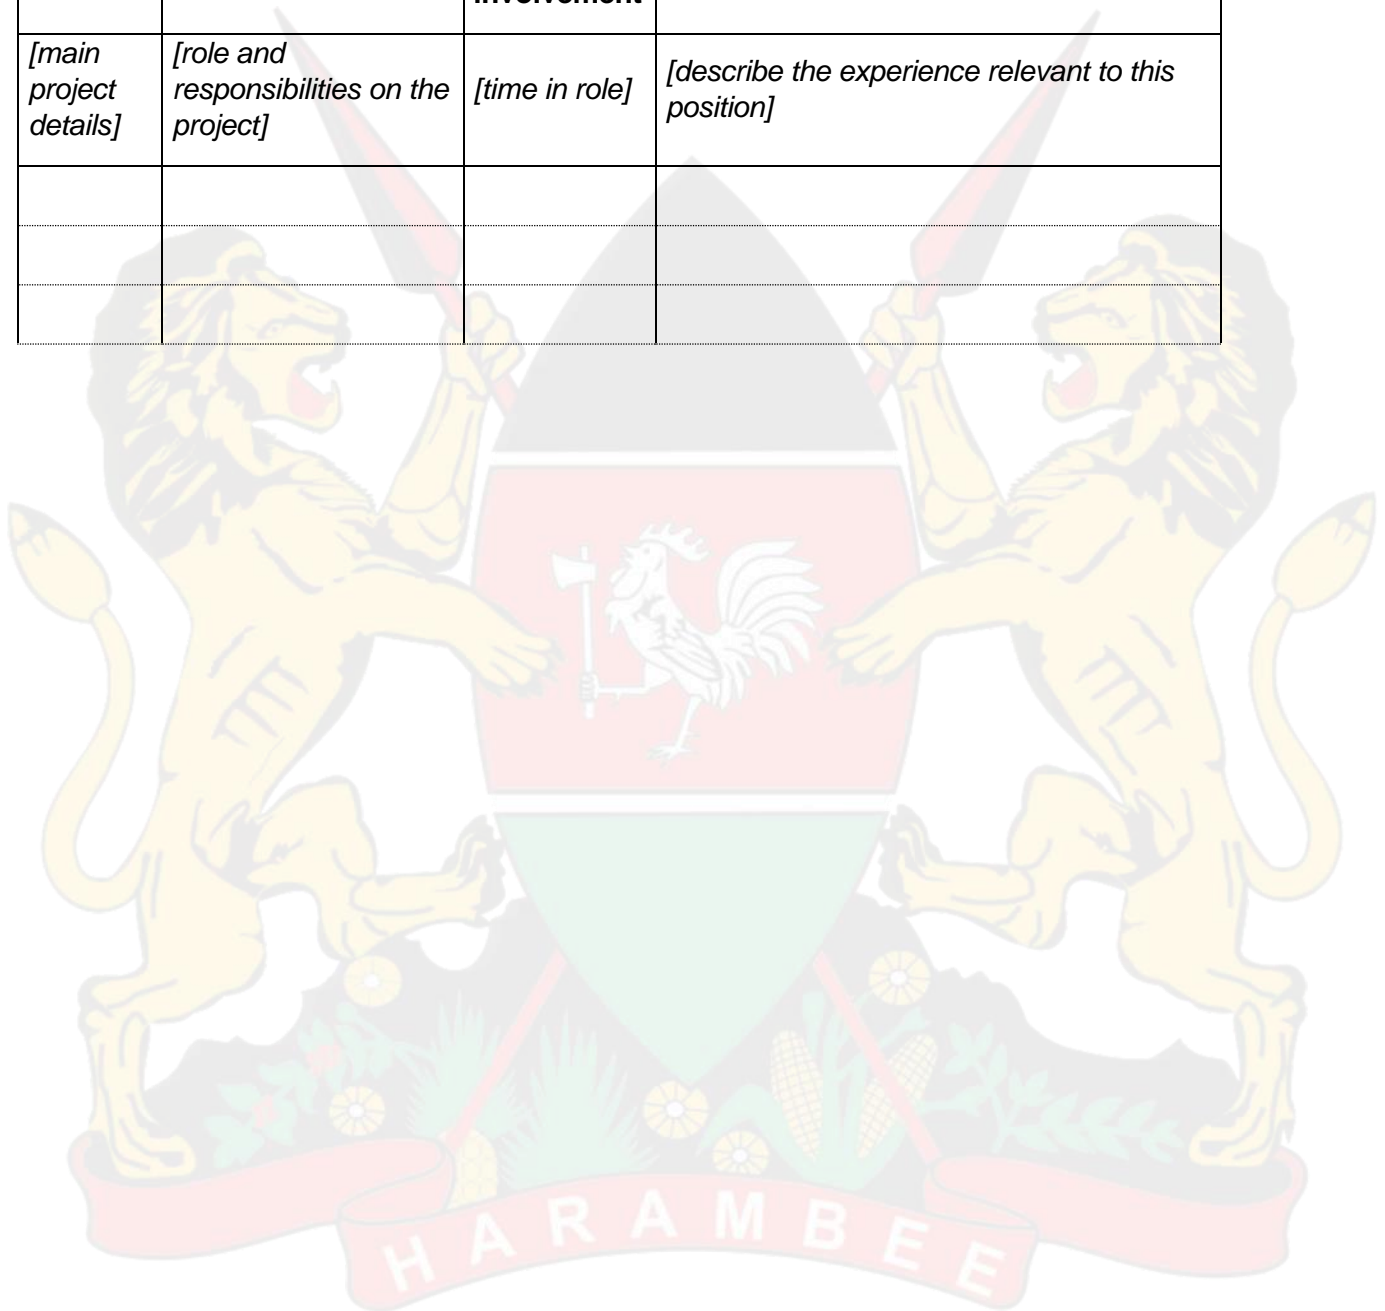 involvement
[main
project
details]
[role and
responsibilities on the
project]
[time in role]
[describe the experience relevant to this
position]
HARAMBEE